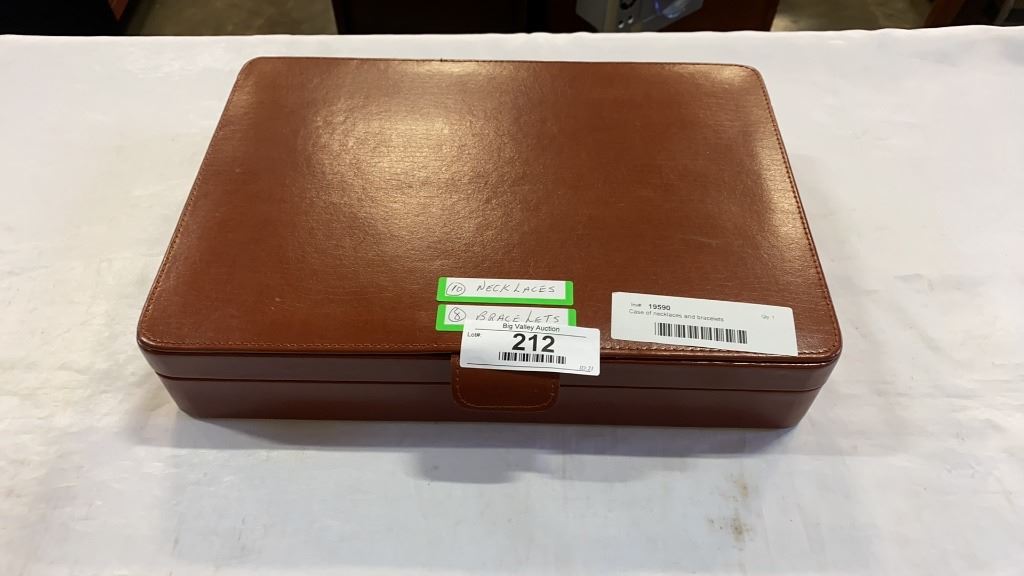 10 NECKLACES
8 BRACELETS
Big Valley Auction
Lot#:
212
Inv# 19590
Qty: 1
Case of necklaces and bracelets